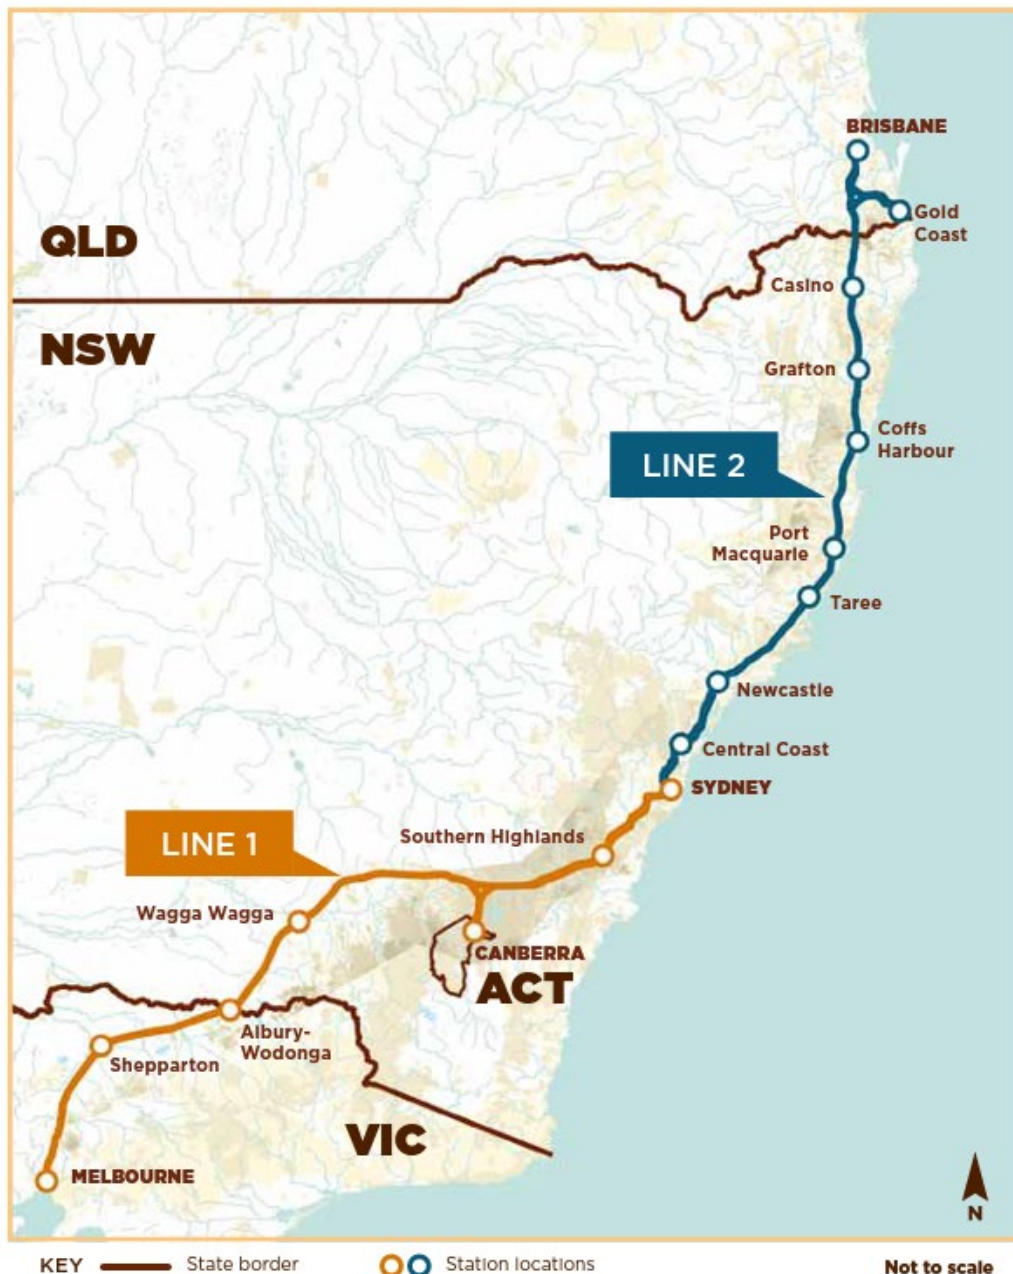 BRISBANE
Gold
Coast
QLD
Casino
NSW
Grafton
Coffs
Harbour
LINE 2
Port
Macquarie
Taree
Newcastle
Central Coast
SYDNEY
LINE 1
Southern Highlands
Wagga Wagga
CANBERRA
ACT
Albury-
Wodonga
Shepparton
VIC
MELBOURNE
N
KEY State border Station locations Not to scale